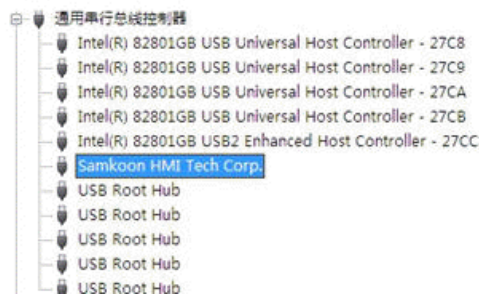 通用串行总线控制器
Intel(R) 82801GB USB Universal Host Controller - 27C8
Intel(R) 82801GB USB Universal Host Controller - 27C9
Intel(R) 82801GB USB Universal Host Controller - 27CA
Intel(R) 82801GB USB Universal Host Controller - 27CB
Intel(R) 82801GB USB2 Enhanced Host Controller - 27CC
Samkoon HMI Tech Corp.
USB Root Hub
USB Root Hub
USB Root Hub
USB Root Hub
USB Root Hub